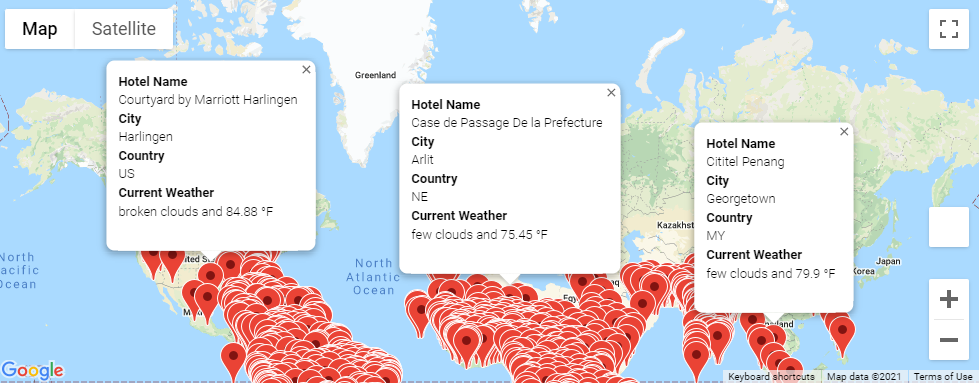 Map
Satellite
Greenland
Hotel Name
Courtyard by Marriott Harlingen
City
Harlingen
Country
US
Current Weather
broken clouds and 84.88 °F
Hotel Name
Case de Passage De la Prefecture
City
Arlit
Country
NE
Current Weather
few clouds and 75.45 °F
Hotel Name
Cititel Penang
City
Georgetown
Country
MY
Current Weather
few clouds and 79.9 °F
North
Atlantic
Ocean
North
Ocean
Japan
Korea
Google
Keyboard shortcuts
Map data ©2021
Terms of Use